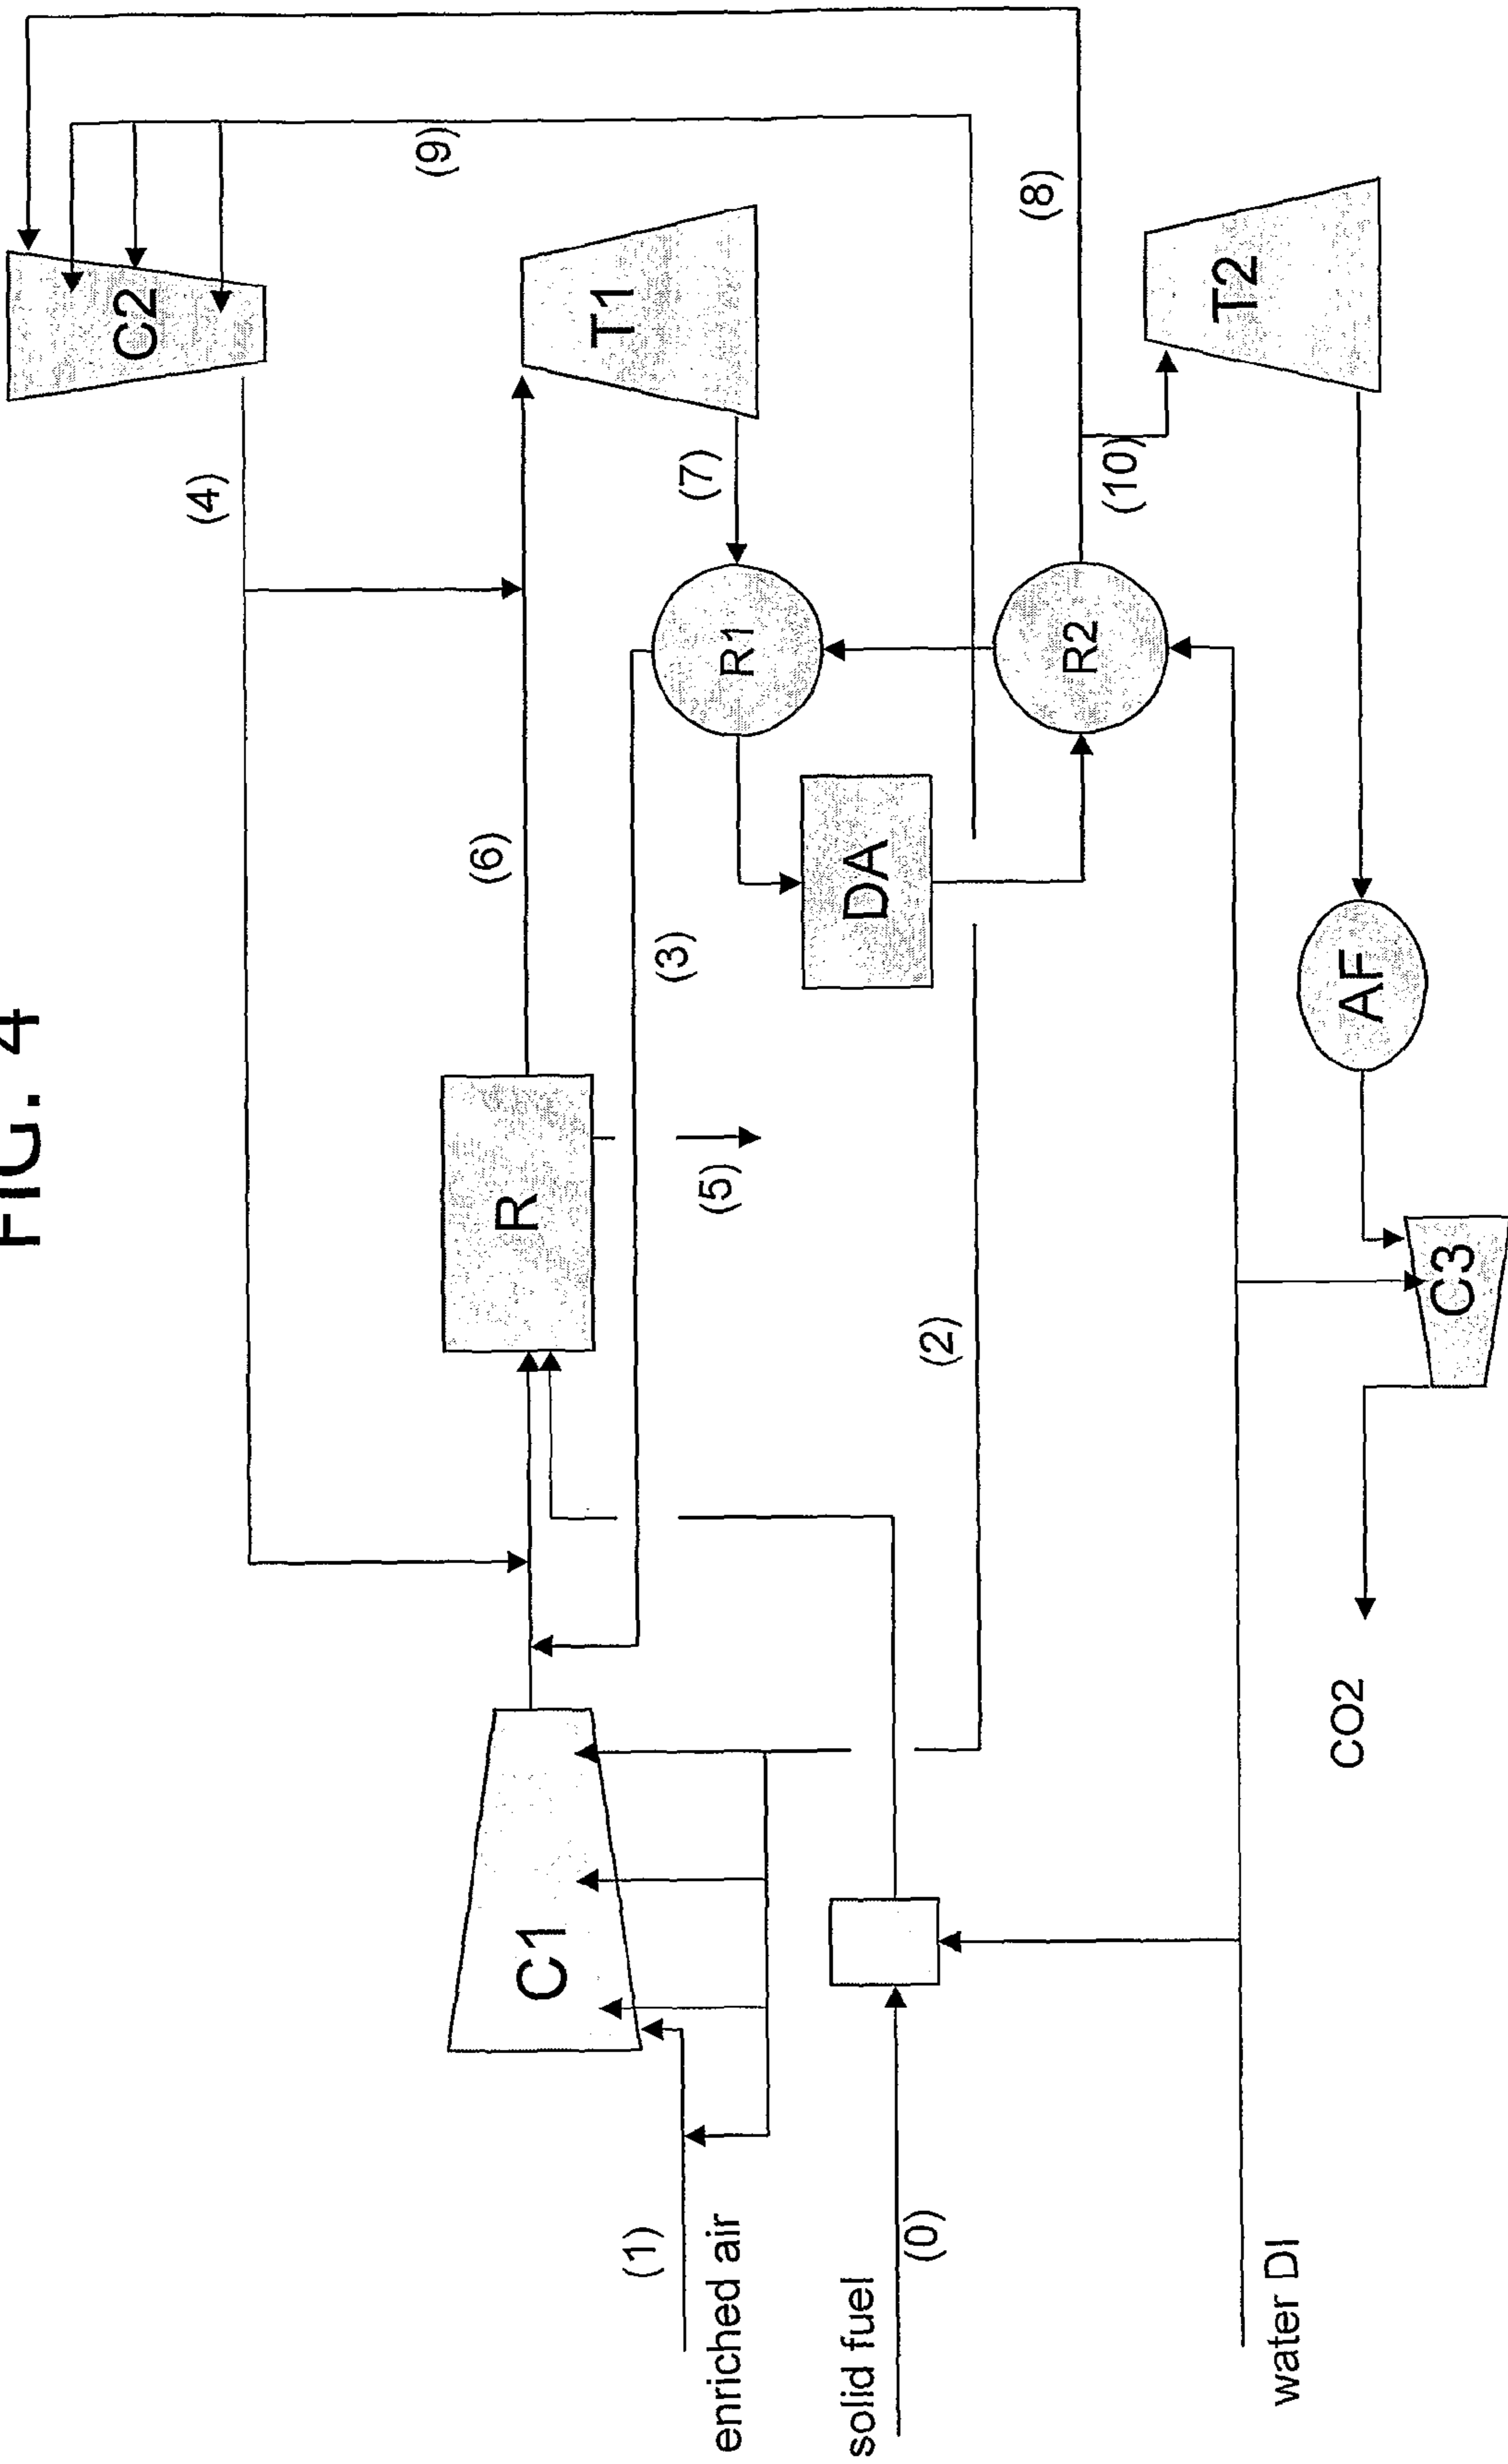 FIG. 4
C2
(4)
(9)
(6)
T1
(7)
R
R1
(3)
(5)
DA
(8)
R2
(10)
T2
(2)
C1
AF
C3
CO2
(1)
enriched air
solid fuel
(0)
water DI